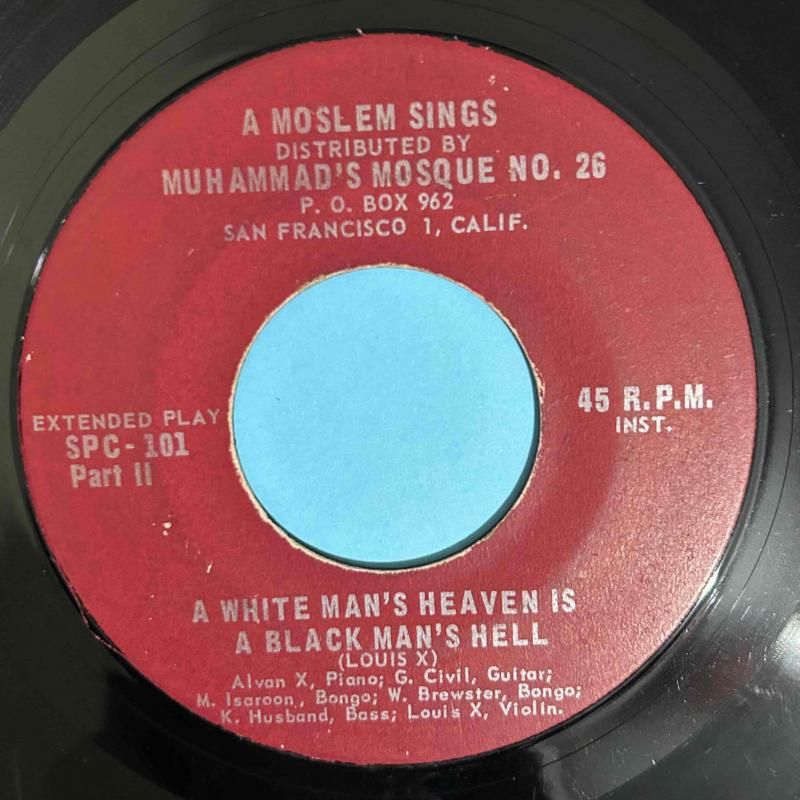 A MOSLEM SINGS
DISTRIBUTED BY
MUHAMMAD'S MOSQUE NO. 26
P. O. BOX 962
SAN FRANCISCO 1, CALIF.
EXTENDED PLAY
SPC-101
Part II
45 R.P.M.
INST.
A WHITE MAN'S HEAVEN IS
A BLACK MAN'S HELL
(LOUIS X)
Alvan X, Piano; G. Civil, Guitar;
M. Isaroon, Bongo; W. Brewster, Bongo;
K. Husband, Bass; Louis X, Violin.